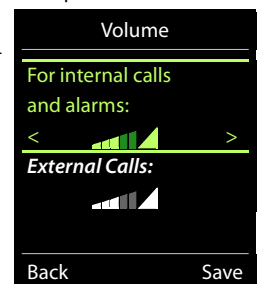 Volume
For internal calls
and alarms:
< >
External Calls:
Back Save